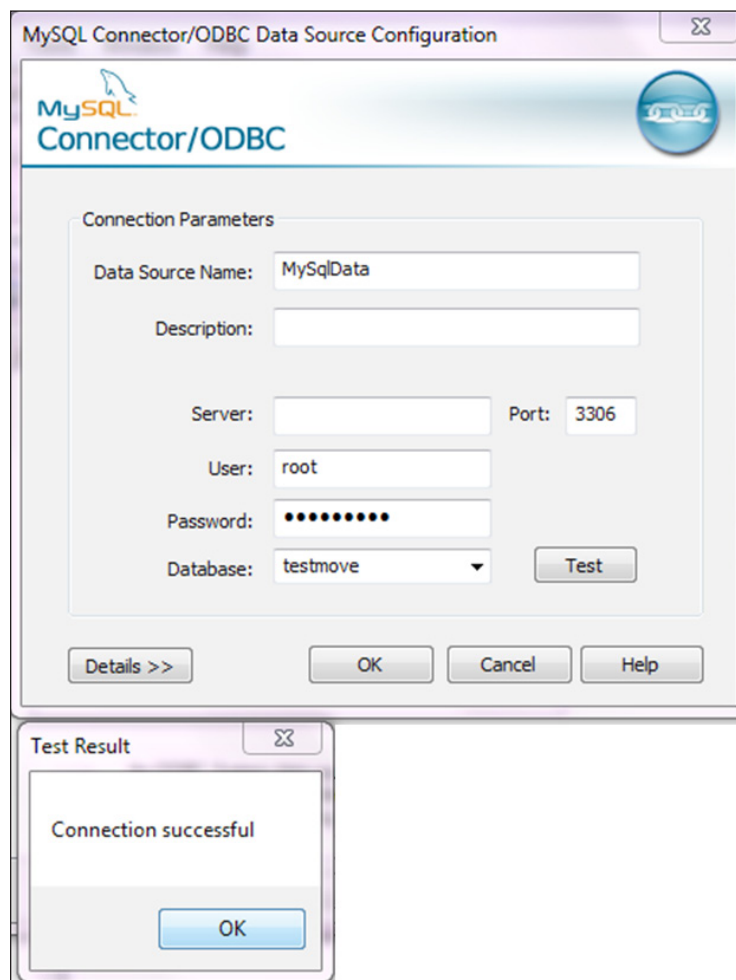 MySQL Connector/ODBC Data Source Configuration
MySQL
Connector/ODBC
Connection Parameters
Data Source Name: MySqlData
Description:
Server: Port: 3306
User: root
Password: •••••••••
Database: testmove Test
Details >> OK Cancel Help
Test Result
Connection successful
OK